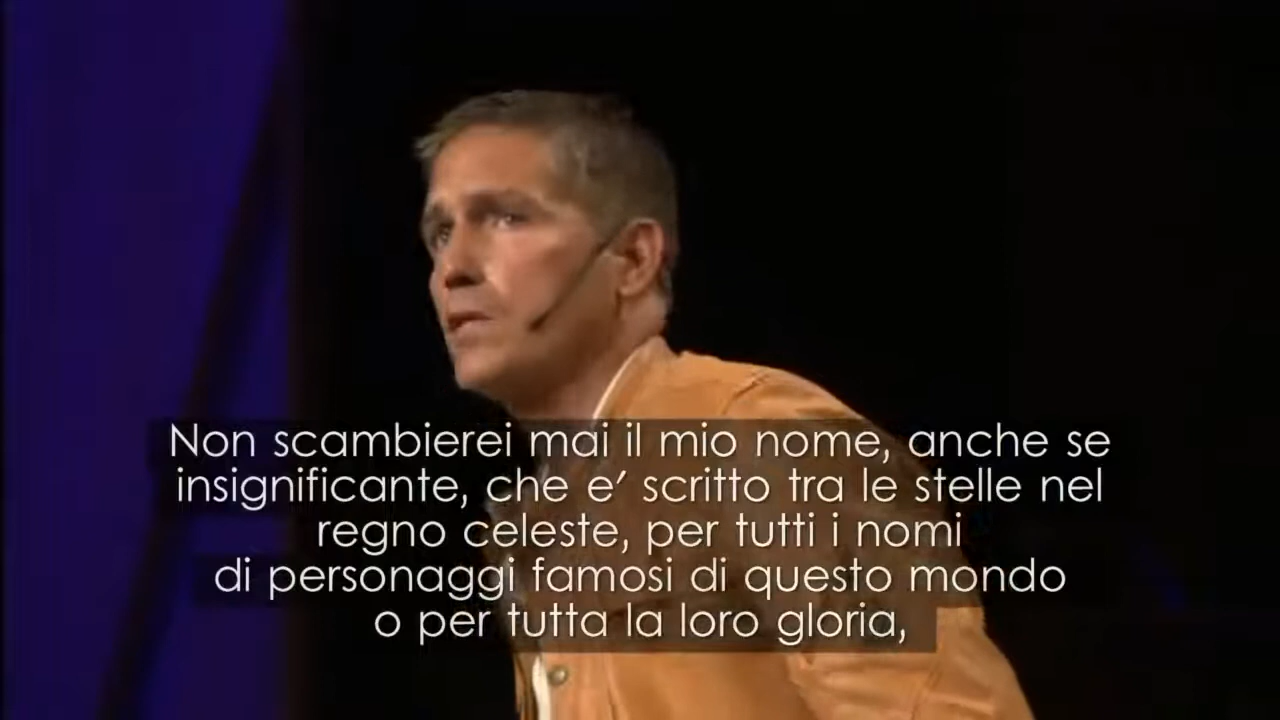 Non scambierei mai il mio nome, anche se
insignificante, che e′ scritto tra le stelle nel
regno celeste, per tutti i nomi
di personaggi famosi di questo mondo
o per tutta la loro gloria,